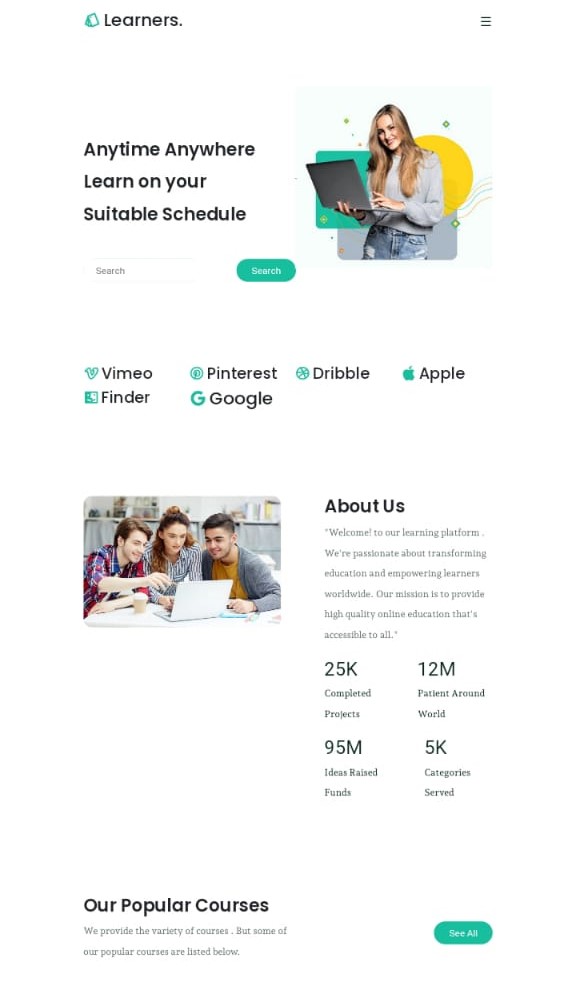 Learners.
Anytime Anywhere
Learn on your
Suitable Schedule
Search
Search
Vimeo
Pinterest
Dribble
Apple
Finder
Google
About Us
"Welcome! to our learning platform .
We're passionate about transforming
education and empowering learners
worldwide. Our mission is to provide
high quality online education that's
accessible to all."
25K
Completed
Projects
12M
Patient Around
World
95M
Ideas Raised
Funds
5K
Categories
Served
Our Popular Courses
We provide the variety of courses . But some of
our popular courses are listed below.
See All